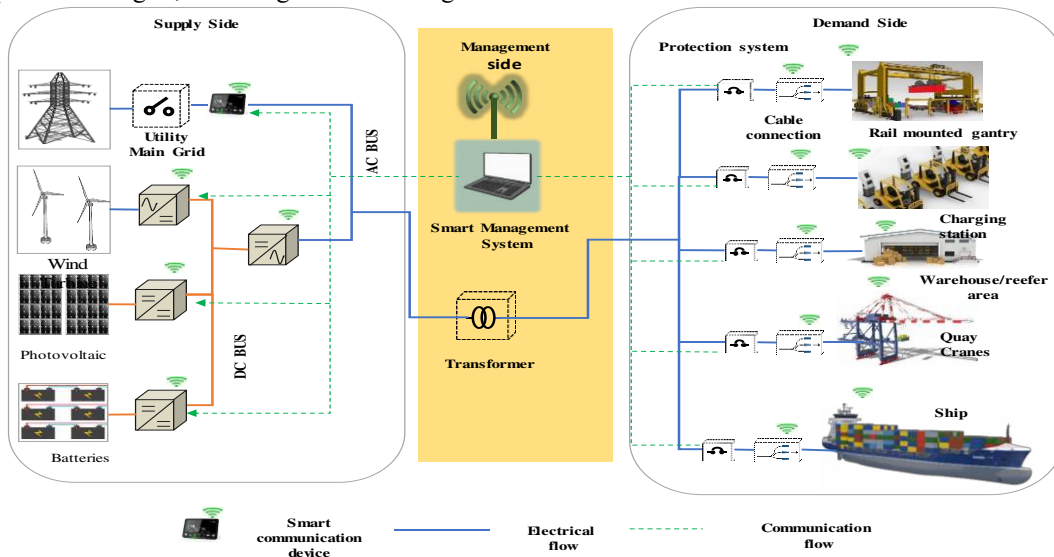 Supply Side
Management
side
Demand Side
Protection system
Utility
Main Grid
AC BUS
Cable
connection
Rail mounted gantry
Smart Management
System
Charging
station
Wind
Warehouse/reefer
area
Photovoltaic
DC BUS
Transformer
Quay
Cranes
Batteries
Ship
Smart
communication
device
Electrical
flow
Communication
flow